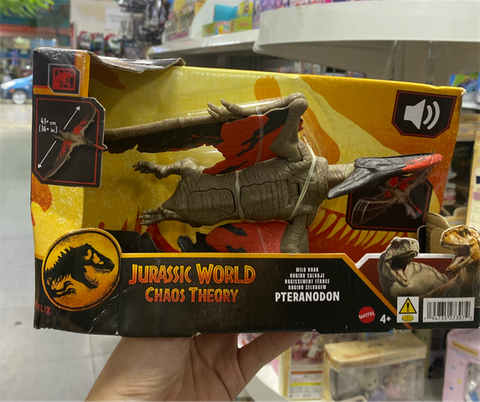 41+ cm
(16+ in)
JURASSIC WORLD
CHAOS THEORY
WILD ROAR
RUGIDO SALVAJE
RUGISSEMENT FÉROCE
RUGIDO SELVAGEM
PTERANODON
MATTEL
4+